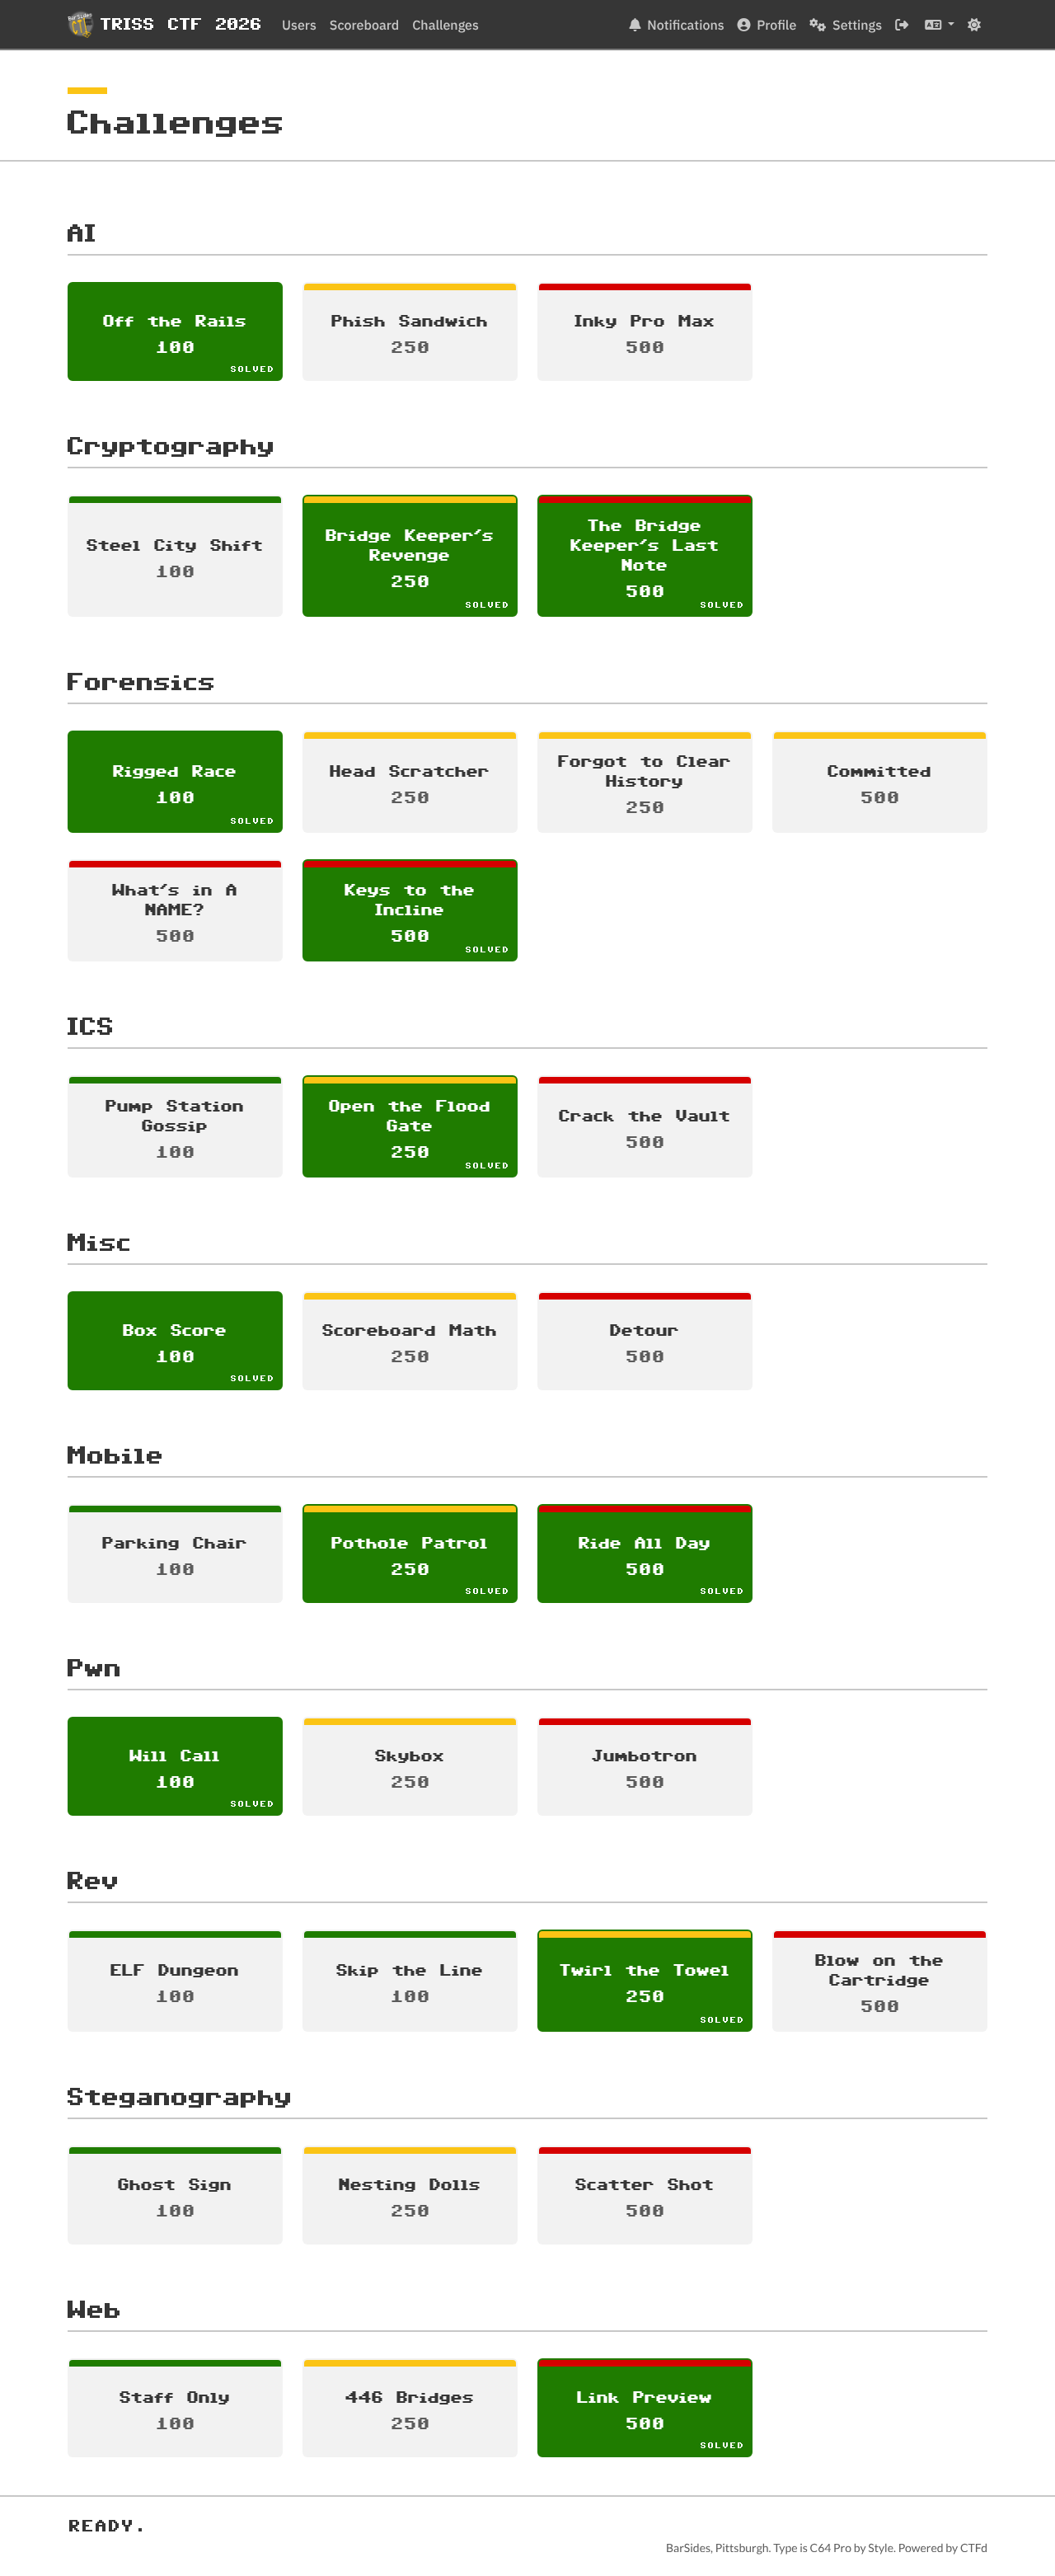 TRISS CTF 2026 Users Scoreboard Challenges Notifications Profile Settings
Challenges
AI
Off the Rails
100
SOLVED
Phish Sandwich
250
Inky Pro Max
500
Cryptography
Steel City Shift
100
Bridge Keeper's
Revenge
250
SOLVED
The Bridge
Keeper's Last
Note
500
SOLVED
Forensics
Rigged Race
100
SOLVED
Head Scratcher
250
Forgot to Clear
History
250
Committed
500
What's in A
NAME?
500
Keys to the
Incline
500
SOLVED
ICS
Pump Station
Gossip
100
Open the Flood
Gate
250
SOLVED
Crack the Vault
500
Misc
Box Score
100
SOLVED
Scoreboard Math
250
Detour
500
Mobile
Parking Chair
100
Pothole Patrol
250
SOLVED
Ride All Day
500
SOLVED
Pwn
Will Call
100
SOLVED
Skybox
250
Jumbotron
500
Rev
ELF Dungeon
100
Skip the Line
100
Twirl the Towel
250
SOLVED
Blow on the
Cartridge
500
Steganography
Ghost Sign
100
Nesting Dolls
250
Scatter Shot
500
Web
Staff Only
100
446 Bridges
250
Link Preview
500
SOLVED
READY.
BarSides, Pittsburgh. Type is C64 Pro by Style. Powered by CTFd